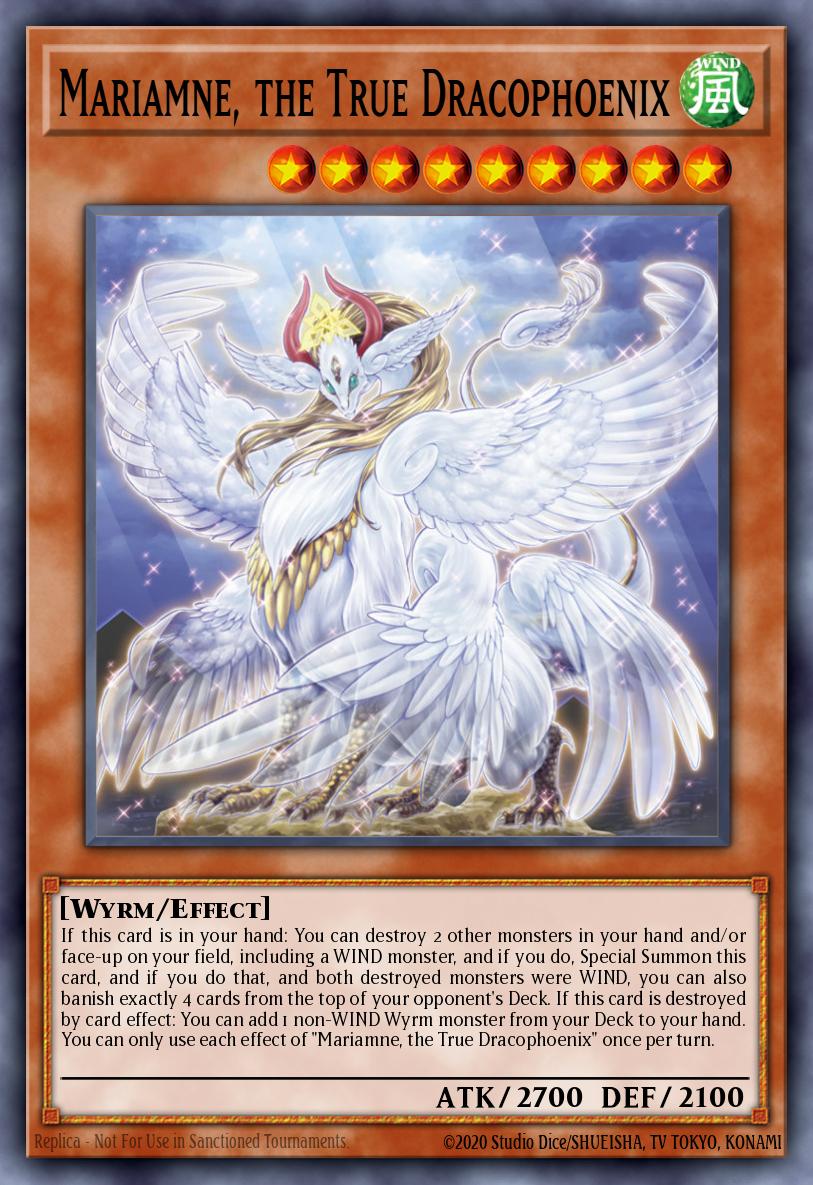 Mariamne, the True Dracophoenix
WIND
風
[Wyrm/Effect]
If this card is in your hand: You can destroy 2 other monsters in your hand and/or
face-up on your field, including a WIND monster, and if you do, Special Summon this
card, and if you do that, and both destroyed monsters were WIND, you can also
banish exactly 4 cards from the top of your opponent's Deck. If this card is destroyed
by card effect: You can add 1 non-WIND Wyrm monster from your Deck to your hand.
You can only use each effect of "Mariamne, the True Dracophoenix" once per turn.
ATK/2700 DEF/2100
Replica - Not For Use in Sanctioned Tournaments.
©2020 Studio Dice/SHUEISHA, TV TOKYO, KONAMI